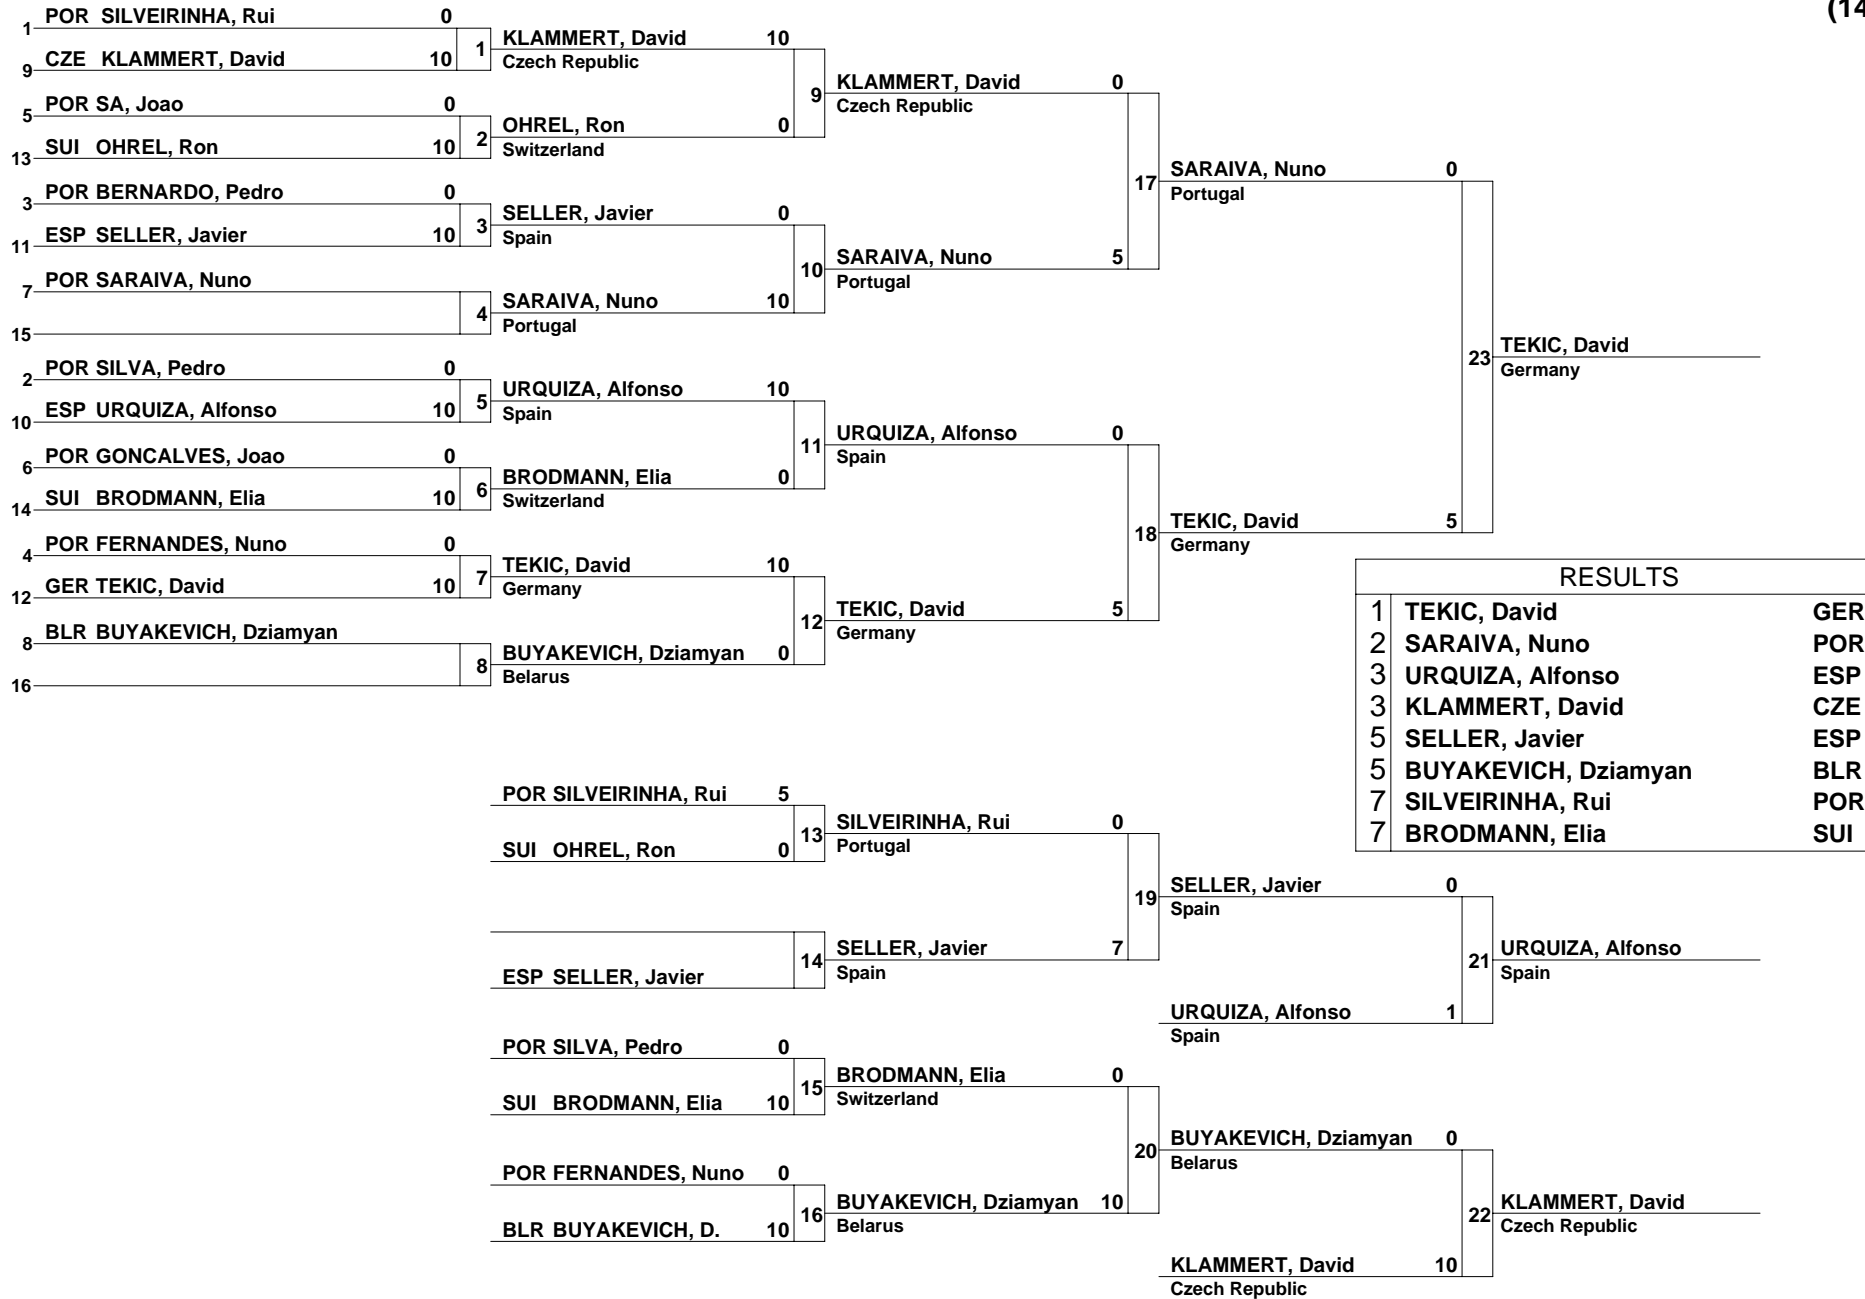 (14
1 POR SILVEIRINHA, Rui 0
9 CZE KLAMMERT, David 10
1
5 POR SA, Joao 0
13 SUI OHREL, Ron 10
2
3 POR BERNARDO, Pedro 0
11 ESP SELLER, Javier 10
3
7 POR SARAIVA, Nuno
15
4
2 POR SILVA, Pedro 0
10 ESP URQUIZA, Alfonso 10
5
6 POR GONCALVES, Joao 0
14 SUI BRODMANN, Elia 10
6
4 POR FERNANDES, Nuno 0
12 GER TEKIC, David 10
7
8 BLR BUYAKEVICH, Dziamyan
16
8
KLAMMERT, David 10
Czech Republic
OHREL, Ron 0
Switzerland
9
SELLER, Javier 0
Spain
SARAIVA, Nuno 10
Portugal
10
URQUIZA, Alfonso 10
Spain
BRODMANN, Elia 0
Switzerland
11
TEKIC, David 10
Germany
BUYAKEVICH, Dziamyan 0
Belarus
12
KLAMMERT, David 0
Czech Republic
SARAIVA, Nuno 5
Portugal
17
URQUIZA, Alfonso 0
Spain
TEKIC, David 5
Germany
18
SARAIVA, Nuno 0
Portugal
TEKIC, David 5
Germany
23
TEKIC, David
Germany
RESULTS
1 TEKIC, David GER
2 SARAIVA, Nuno POR
3 URQUIZA, Alfonso ESP
3 KLAMMERT, David CZE
5 SELLER, Javier ESP
5 BUYAKEVICH, Dziamyan BLR
7 SILVEIRINHA, Rui POR
7 BRODMANN, Elia SUI
POR SILVEIRINHA, Rui 5
SUI OHREL, Ron 0
13
ESP SELLER, Javier
14
POR SILVA, Pedro 0
SUI BRODMANN, Elia 10
15
POR FERNANDES, Nuno 0
BLR BUYAKEVICH, D. 10
16
SILVEIRINHA, Rui 0
Portugal
SELLER, Javier 7
Spain
19
BRODMANN, Elia 0
Switzerland
BUYAKEVICH, Dziamyan 10
Belarus
20
SELLER, Javier 0
Spain
URQUIZA, Alfonso 1
Spain
21
BUYAKEVICH, Dziamyan 0
Belarus
KLAMMERT, David 10
Czech Republic
22
URQUIZA, Alfonso
Spain
KLAMMERT, David
Czech Republic